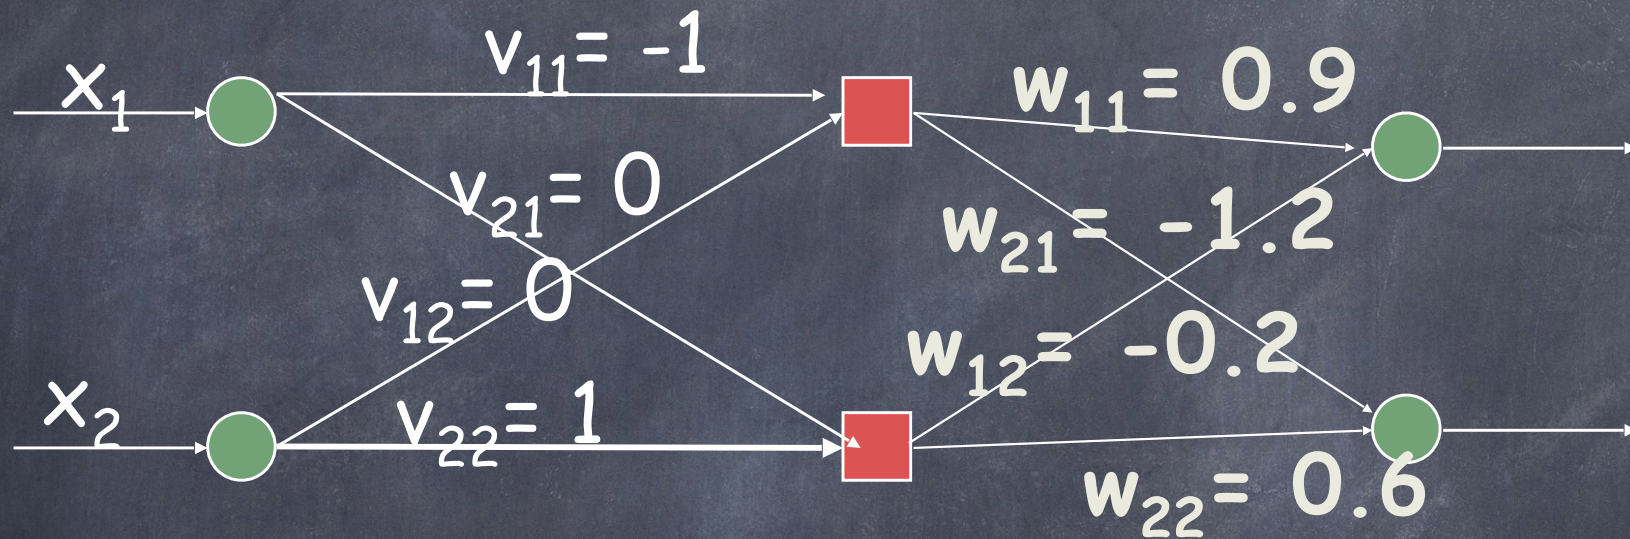 x₁
v₁₁= -1
w₁₁= 0.9
v₂₁= 0
w₂₁= -1.2
v₁₂= 0
w₁₂= -0.2
x₂
v₂₂= 1
w₂₂= 0.6